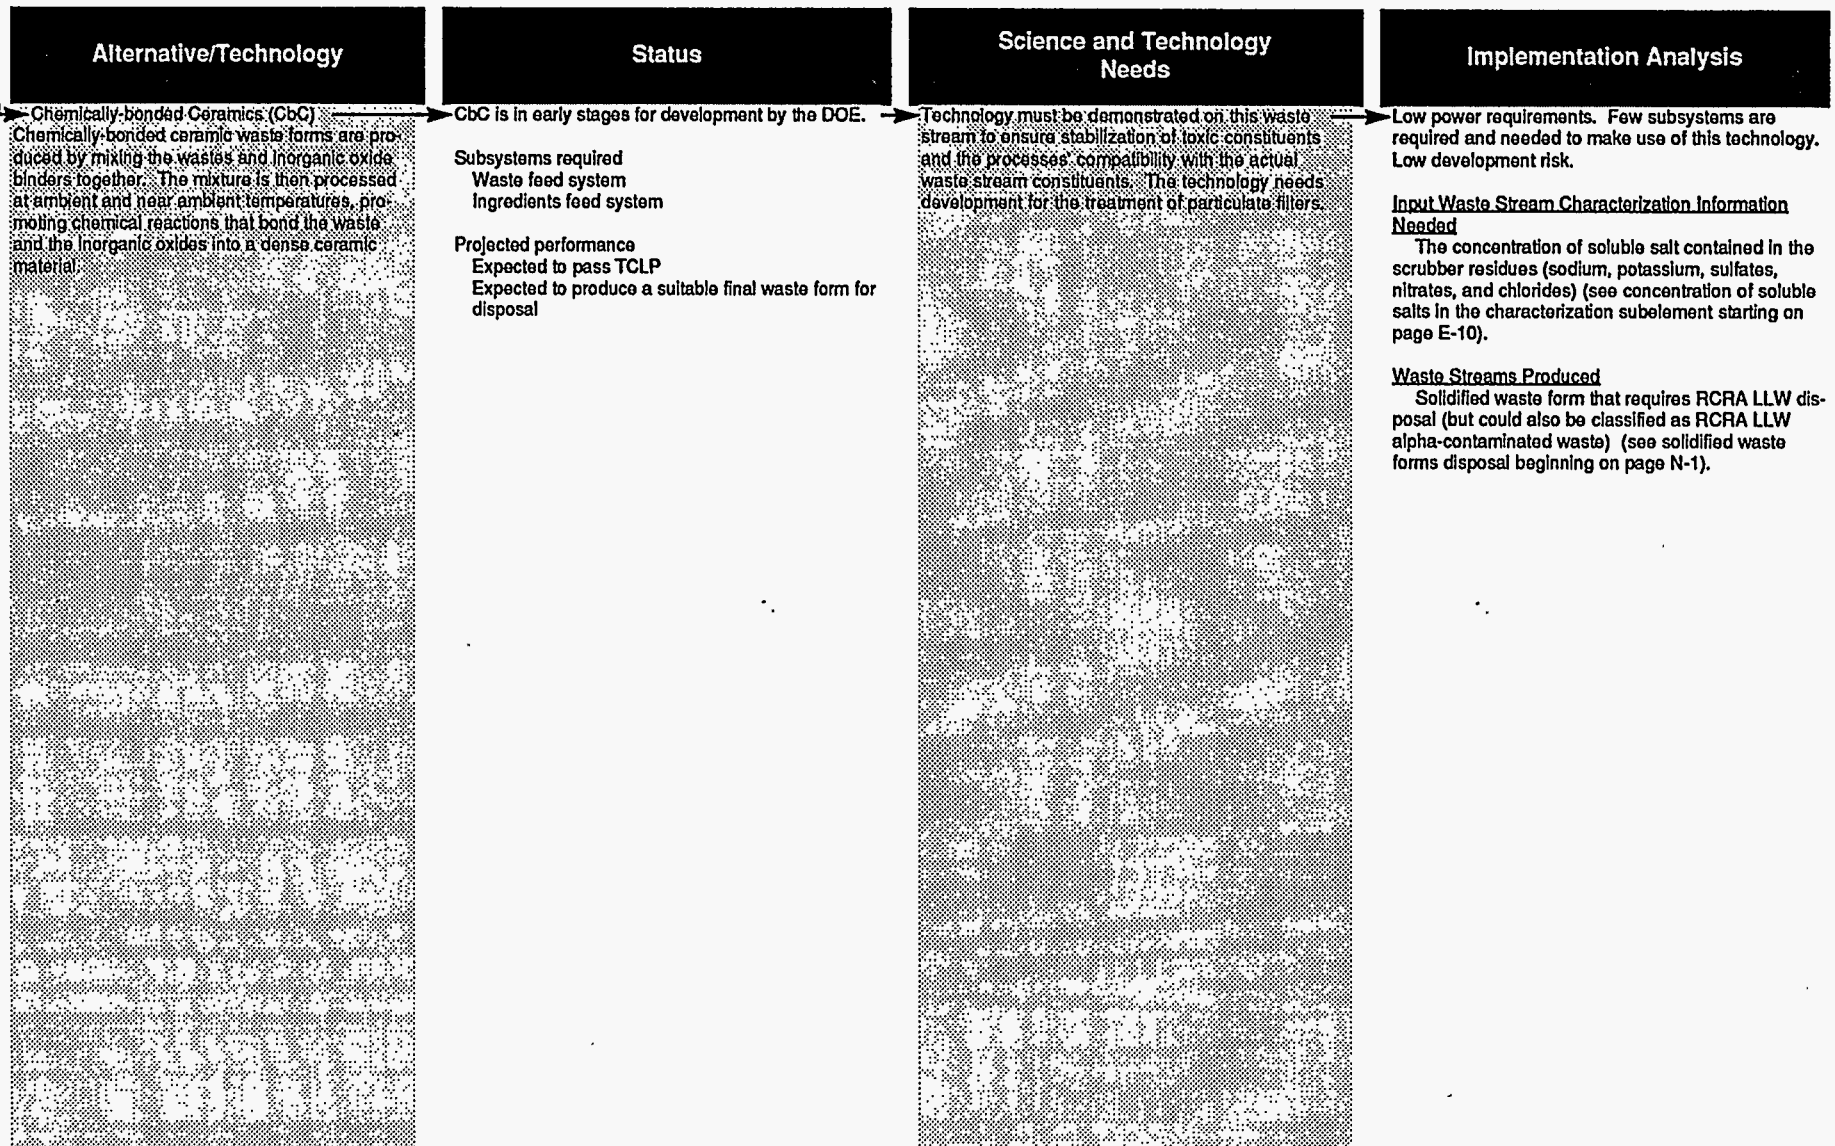 Alternative/Technology
Chemically-bonded Ceramics (CbC)
Chemically-bonded ceramic waste forms are pro-
duced by mixing the wastes and inorganic oxide
binders together. The mixture is then processed
at ambient and near ambient temperatures, pro-
moting chemical reactions that bond the waste
and the inorganic oxides into a dense ceramic
material.
Status
CbC is in early stages for development by the DOE.
Subsystems required
Waste feed system
Ingredients feed system
Projected performance
Expected to pass TCLP
Expected to produce a suitable final waste form for
disposal
Science and Technology
Needs
Technology must be demonstrated on this waste
stream to ensure stabilization of toxic constituents
and the processes' compatibility with the actual
waste stream constituents. The technology needs
development for the treatment of particulate filters.
Implementation Analysis
Low power requirements. Few subsystems are
required and needed to make use of this technology.
Low development risk.
Input Waste Stream Characterization Information
Needed
The concentration of soluble salt contained in the
scrubber residues (sodium, potassium, sulfates,
nitrates, and chlorides) (see concentration of soluble
salts in the characterization subelement starting on
page E-10).
Waste Streams Produced
Solidified waste form that requires RCRA LLW dis-
posal (but could also be classified as RCRA LLW
alpha-contaminated waste) (see solidified waste
forms disposal beginning on page N-1).